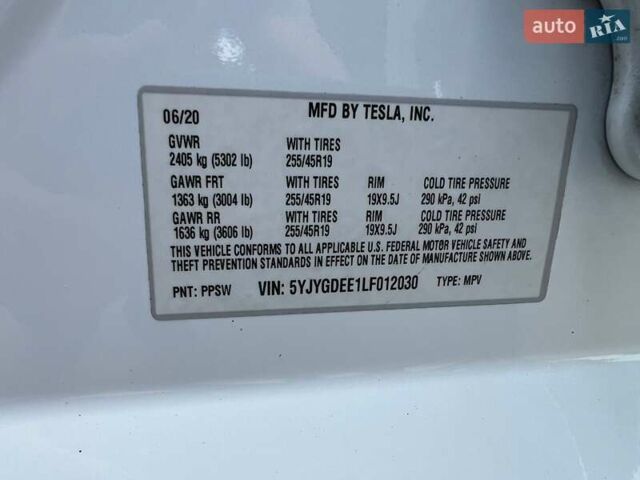 auto RIA .com
06/20 MFD BY TESLA, INC.
GVWR WITH TIRES
2405 kg (5302 lb) 255/45R19
GAWR FRT WITH TIRES RIM COLD TIRE PRESSURE
1363 kg (3004 lb) 255/45R19 19X9.5J 290 kPa, 42 psi
GAWR RR WITH TIRES RIM COLD TIRE PRESSURE
1636 kg (3606 lb) 255/45R19 19X9.5J 290 kPa, 42 psi
THIS VEHICLE CONFORMS TO ALL APPLICABLE U.S. FEDERAL MOTOR VEHICLE SAFETY AND
THEFT PREVENTION STANDARDS IN EFFECT ON THE DATE OF MANUFACTURE SHOWN ABOVE.
PNT: PPSW VIN: 5YJYGDEE1LF012030 TYPE: MPV